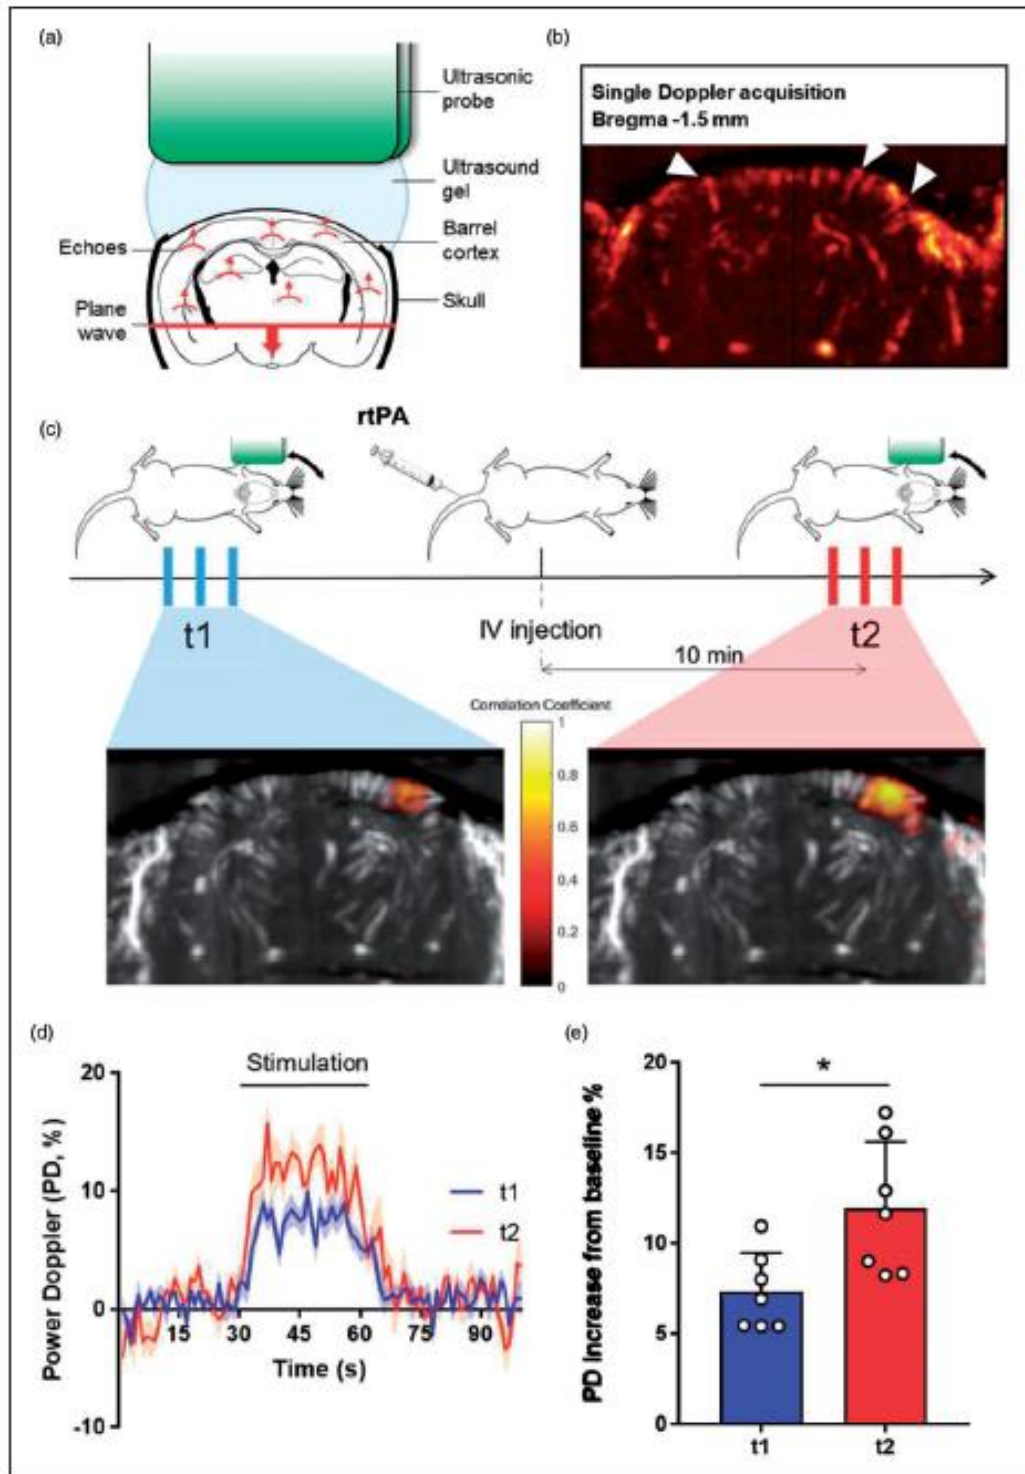 (a)
Ultrasonic
probe
Ultrasound
gel
Echoes
Barrel
cortex
Plane
wave
Skull
(b)
Single Doppler acquisition
Bregma -1.5 mm
(c)
rtPA
t1
IV injection
t2
10 min
Correlation Coefficient
1
0.8
0.6
0.4
0.2
0
(d)
Stimulation
20
10
0
-10
Power Doppler (PD, %)
t1
t2
15 30 45 60 75 90
Time (s)
(e)
*
20
15
10
5
0
PD increase from baseline %
t1 t2